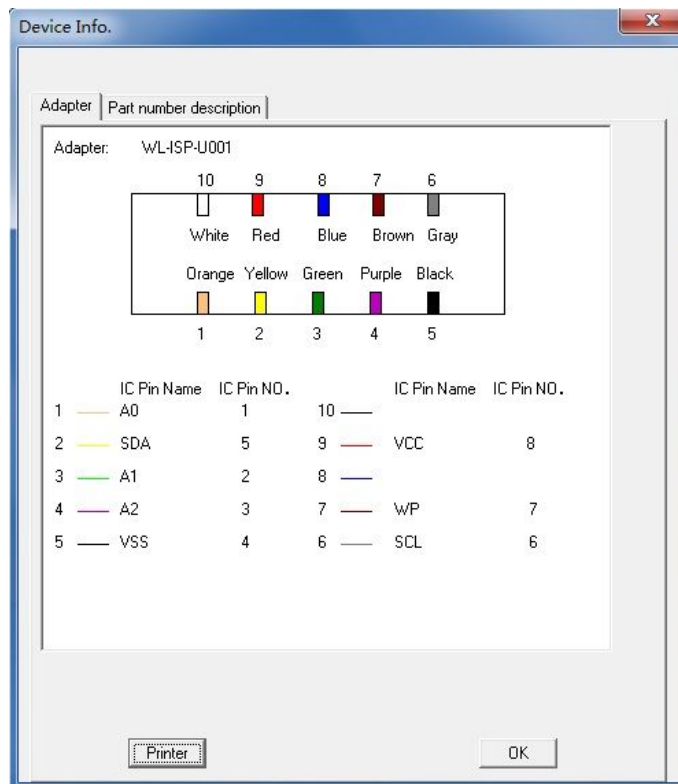 Device Info.
Adapter Part number description
Adapter: WL-ISP-U001
10 9 8 7 6
White Red Blue Brown Gray
Orange Yellow Green Purple Black
1 2 3 4 5
IC Pin Name IC Pin NO. IC Pin Name IC Pin NO.
1 A0 1 10
2 SDA 5 9 VCC 8
3 A1 2 8
4 A2 3 7 WP 7
5 VSS 4 6 SCL 6
Printer OK